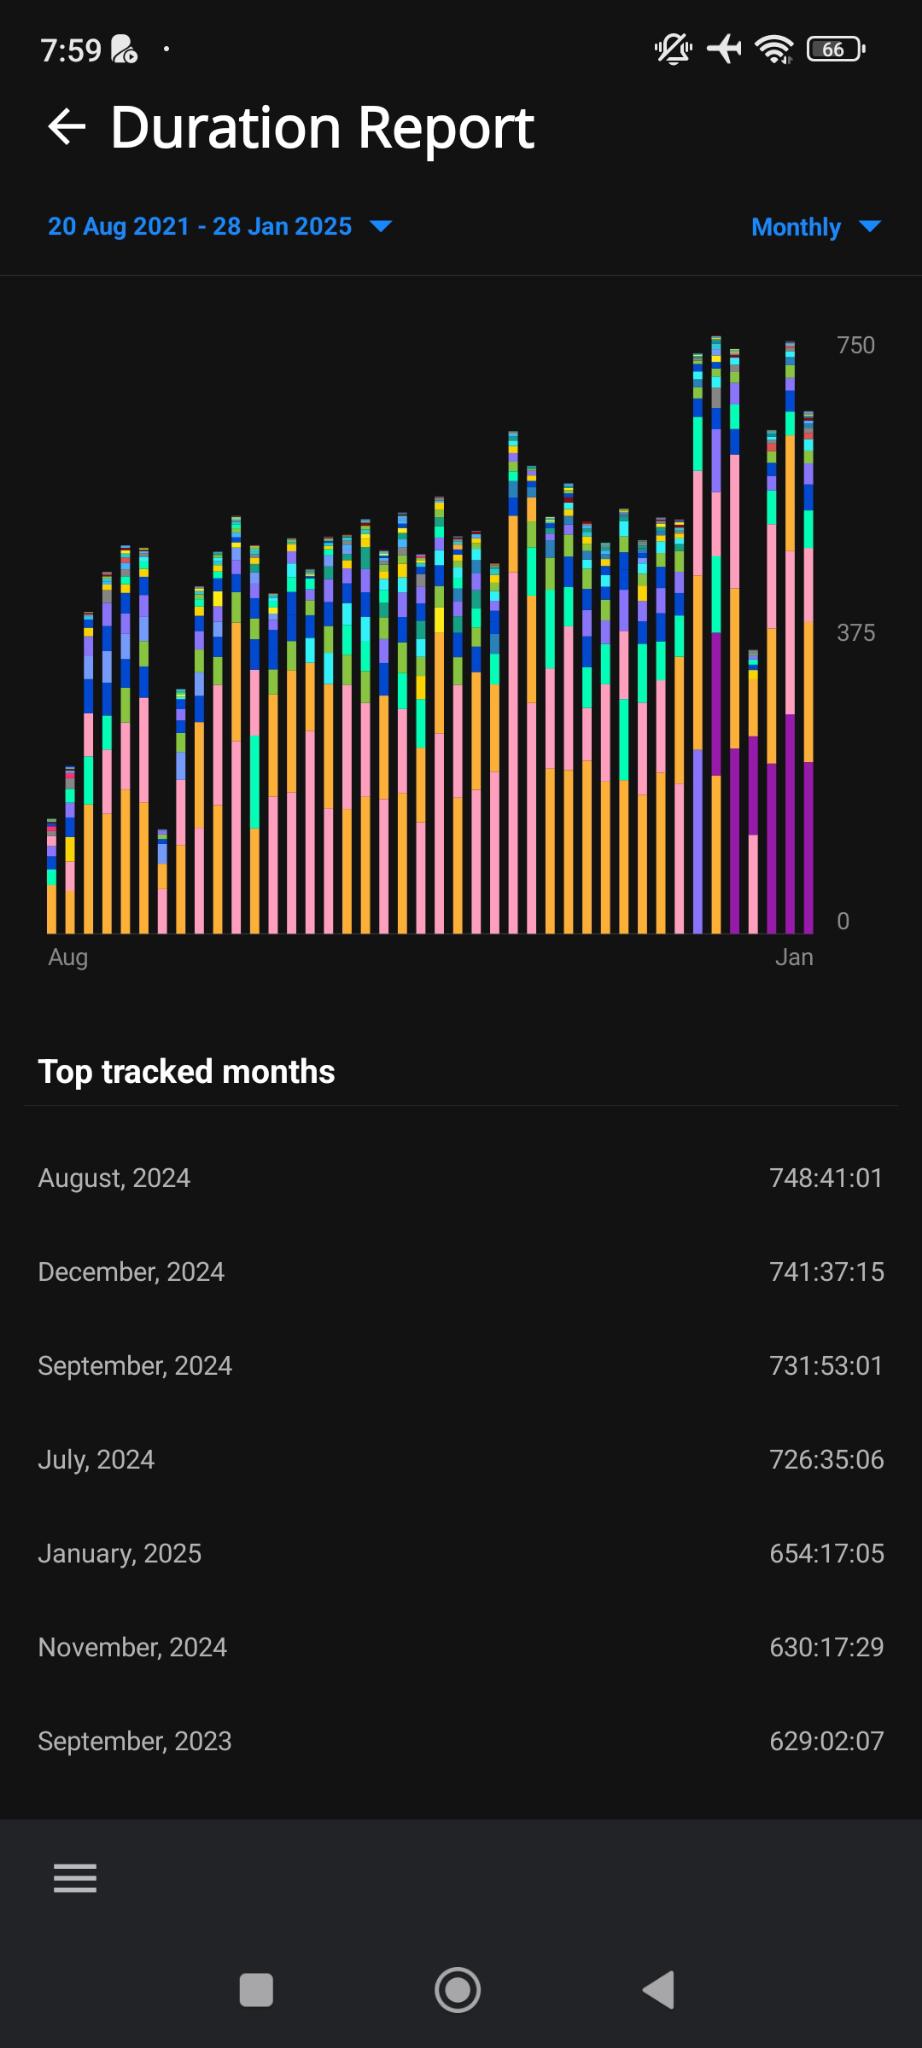 7:59
66
Duration Report
20 Aug 2021 - 28 Jan 2025 Monthly
750
375
0
Aug Jan
Top tracked months
August, 2024 748:41:01
December, 2024 741:37:15
September, 2024 731:53:01
July, 2024 726:35:06
January, 2025 654:17:05
November, 2024 630:17:29
September, 2023 629:02:07